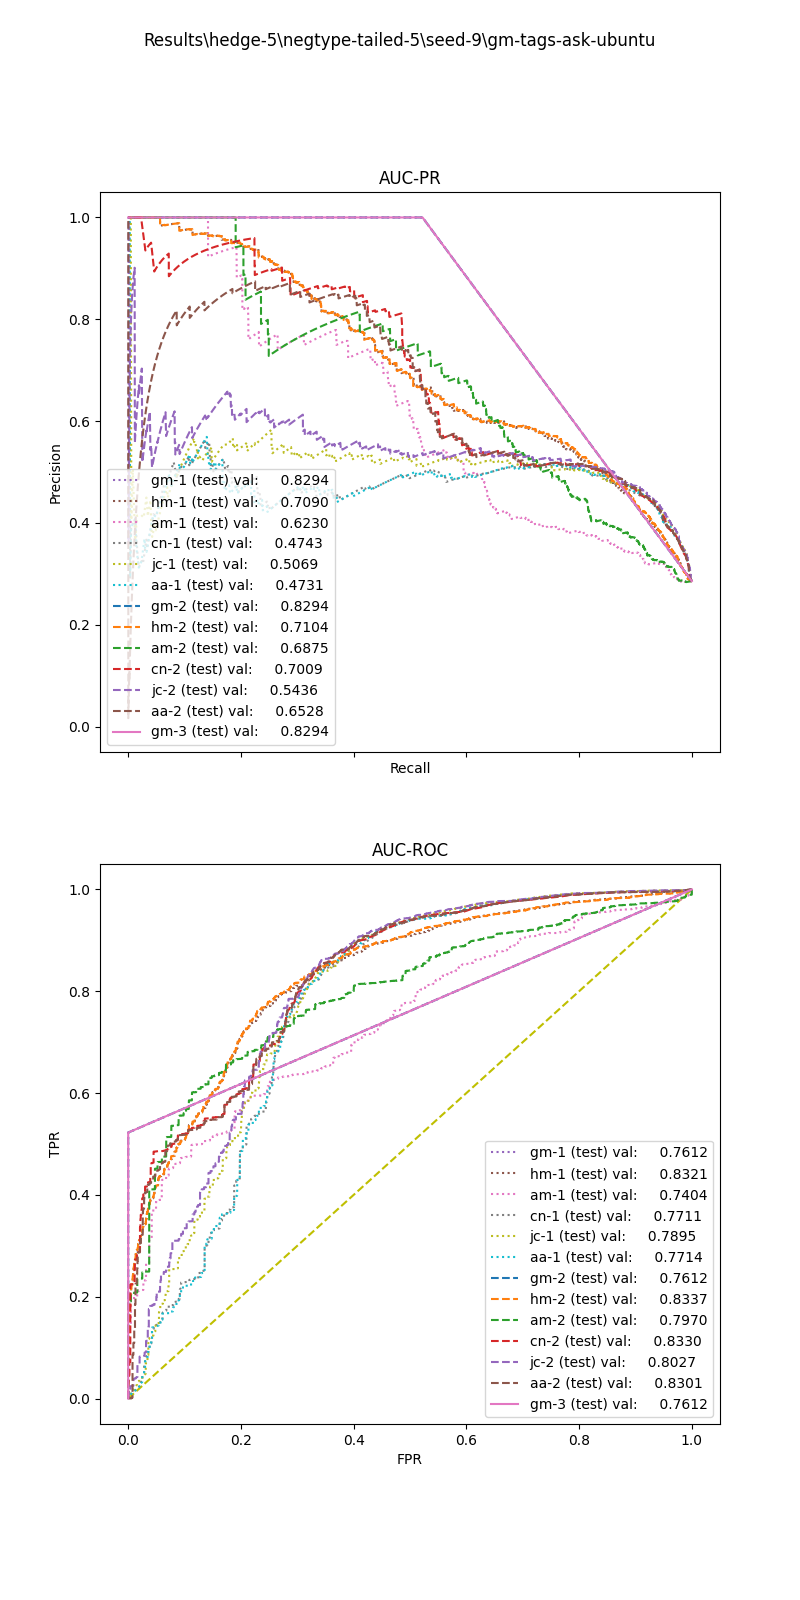 Results\hedge-5\negtype-tailed-5\seed-9\gm-tags-ask-ubuntu
AUC-PR
1.0
0.8
0.6
0.4
0.2
0.0
Precision
gm-1 (test) val: 0.8294
hm-1 (test) val: 0.7090
am-1 (test) val: 0.6230
cn-1 (test) val: 0.4743
jc-1 (test) val: 0.5069
aa-1 (test) val: 0.4731
gm-2 (test) val: 0.8294
hm-2 (test) val: 0.7104
am-2 (test) val: 0.6875
cn-2 (test) val: 0.7009
jc-2 (test) val: 0.5436
aa-2 (test) val: 0.6528
gm-3 (test) val: 0.8294
Recall
AUC-ROC
1.0
0.8
0.6
0.4
0.2
0.0
TPR
gm-1 (test) val: 0.7612
hm-1 (test) val: 0.8321
am-1 (test) val: 0.7404
cn-1 (test) val: 0.7711
jc-1 (test) val: 0.7895
aa-1 (test) val: 0.7714
gm-2 (test) val: 0.7612
hm-2 (test) val: 0.8337
am-2 (test) val: 0.7970
cn-2 (test) val: 0.8330
jc-2 (test) val: 0.8027
aa-2 (test) val: 0.8301
gm-3 (test) val: 0.7612
0.0 0.2 0.4 0.6 0.8 1.0
FPR